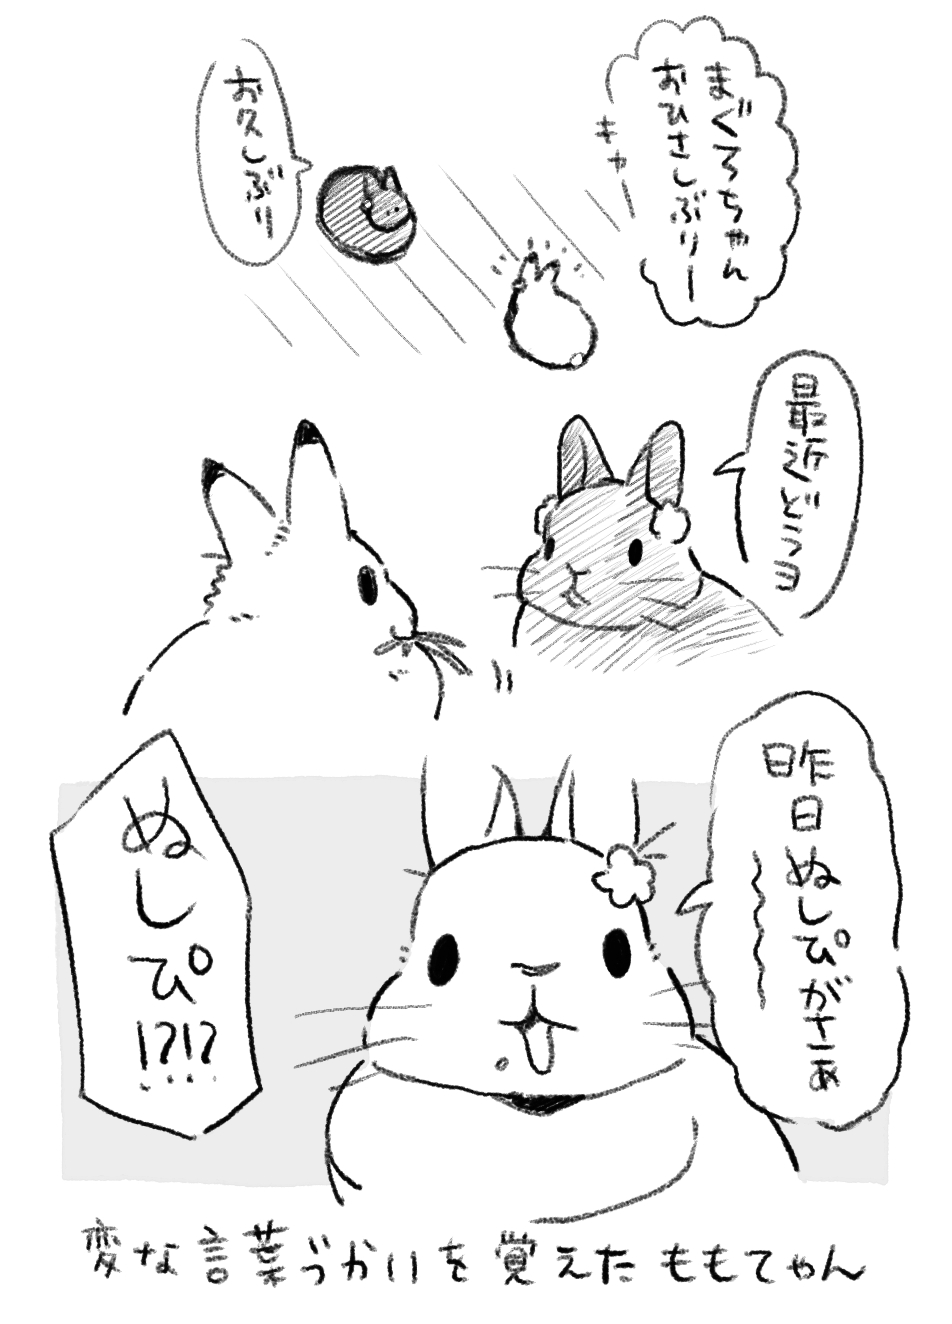 まぐろちゃん
おひさしぶりー
キャー
お久しぶり
最近どうヨ
昨日ぬしぴがさぁ
ぬしぴ!?!?
変な言葉づかいを覚えたももてゃん